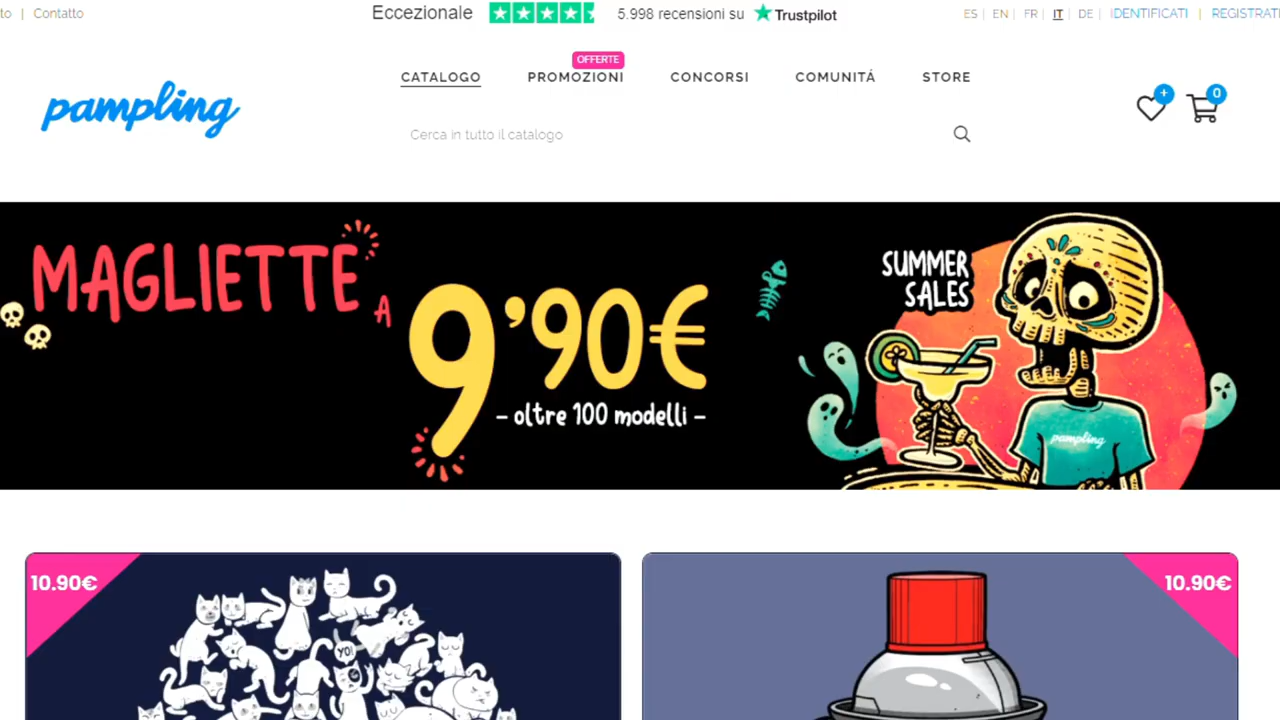 to | Contatto
Eccezionale 5.998 recensioni su Trustpilot
ES | EN | FR | IT | DE | IDENTIFICATI | REGISTRATI
OFFERTE
CATALOGO PROMOZIONI CONCORSI COMUNITÁ STORE
pampling
+ 0
Cerca in tutto il catalogo
MAGLIETTE A
9'90€
– oltre 100 modelli –
SUMMER
SALES
pampling
10.90€
10.90€
YO!